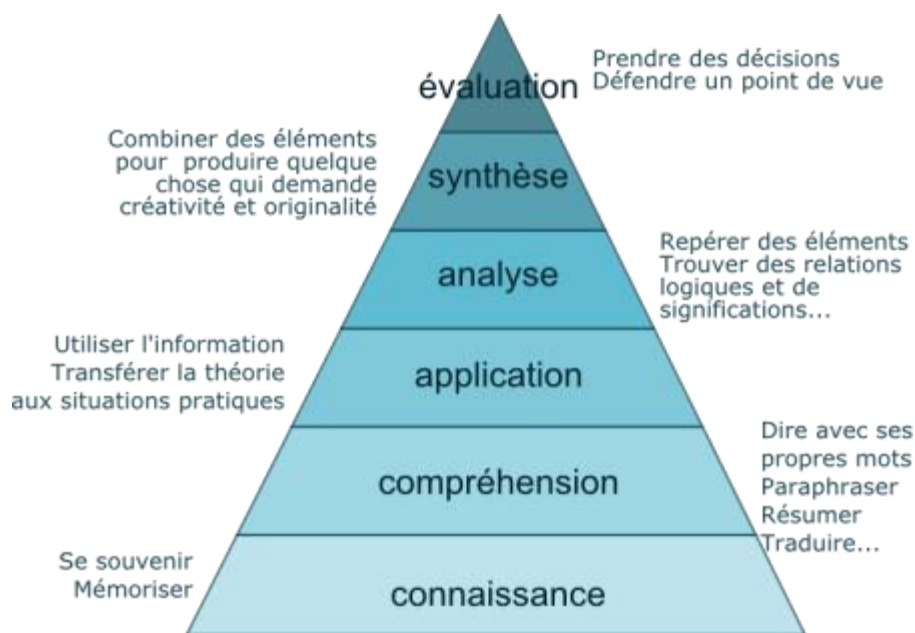 évaluation
Prendre des décisions
Défendre un point de vue
Combiner des éléments
pour produire quelque
chose qui demande
créativité et originalité
synthèse
analyse
Repérer des éléments
Trouver des relations
logiques et de
significations...
Utiliser l'information
Transférer la théorie
aux situations pratiques
application
compréhension
Dire avec ses
propres mots
Paraphraser
Résumer
Traduire...
Se souvenir
Mémoriser
connaissance